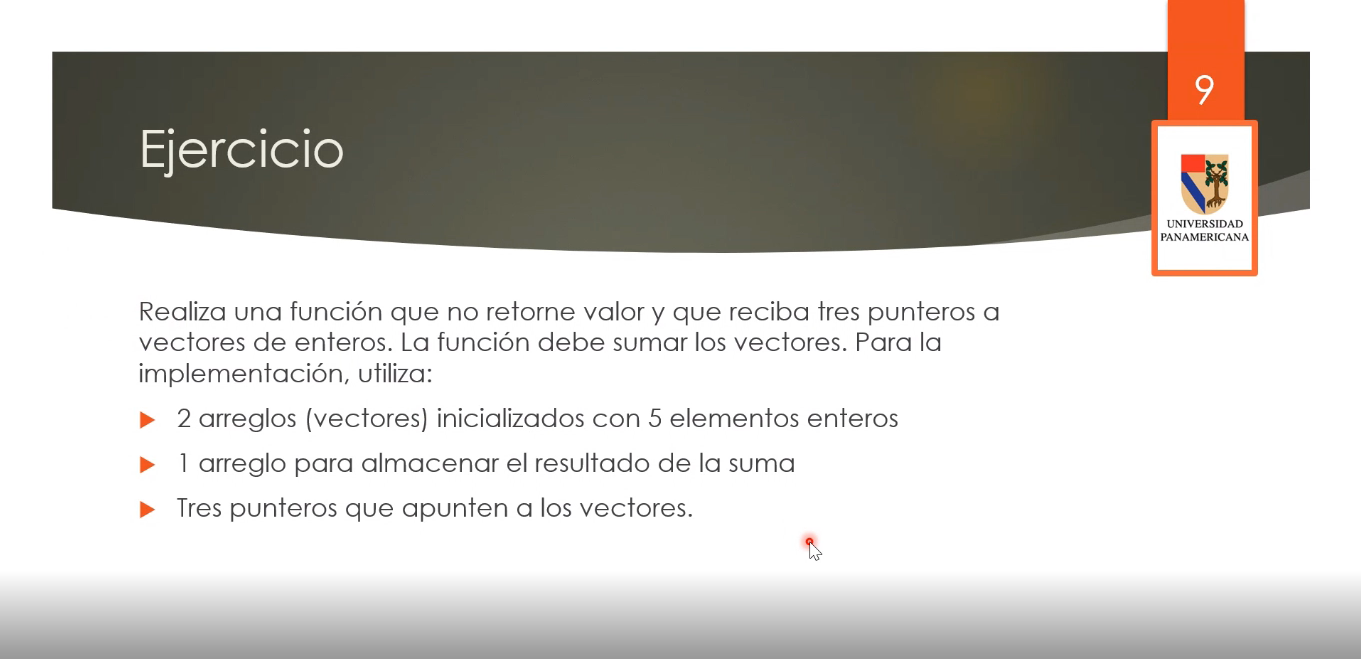 9
Ejercicio
UNIVERSIDAD
PANAMERICANA
Realiza una función que no retorne valor y que reciba tres punteros a
vectores de enteros. La función debe sumar los vectores. Para la
implementación, utiliza:
2 arreglos (vectores) inicializados con 5 elementos enteros
1 arreglo para almacenar el resultado de la suma
Tres punteros que apunten a los vectores.